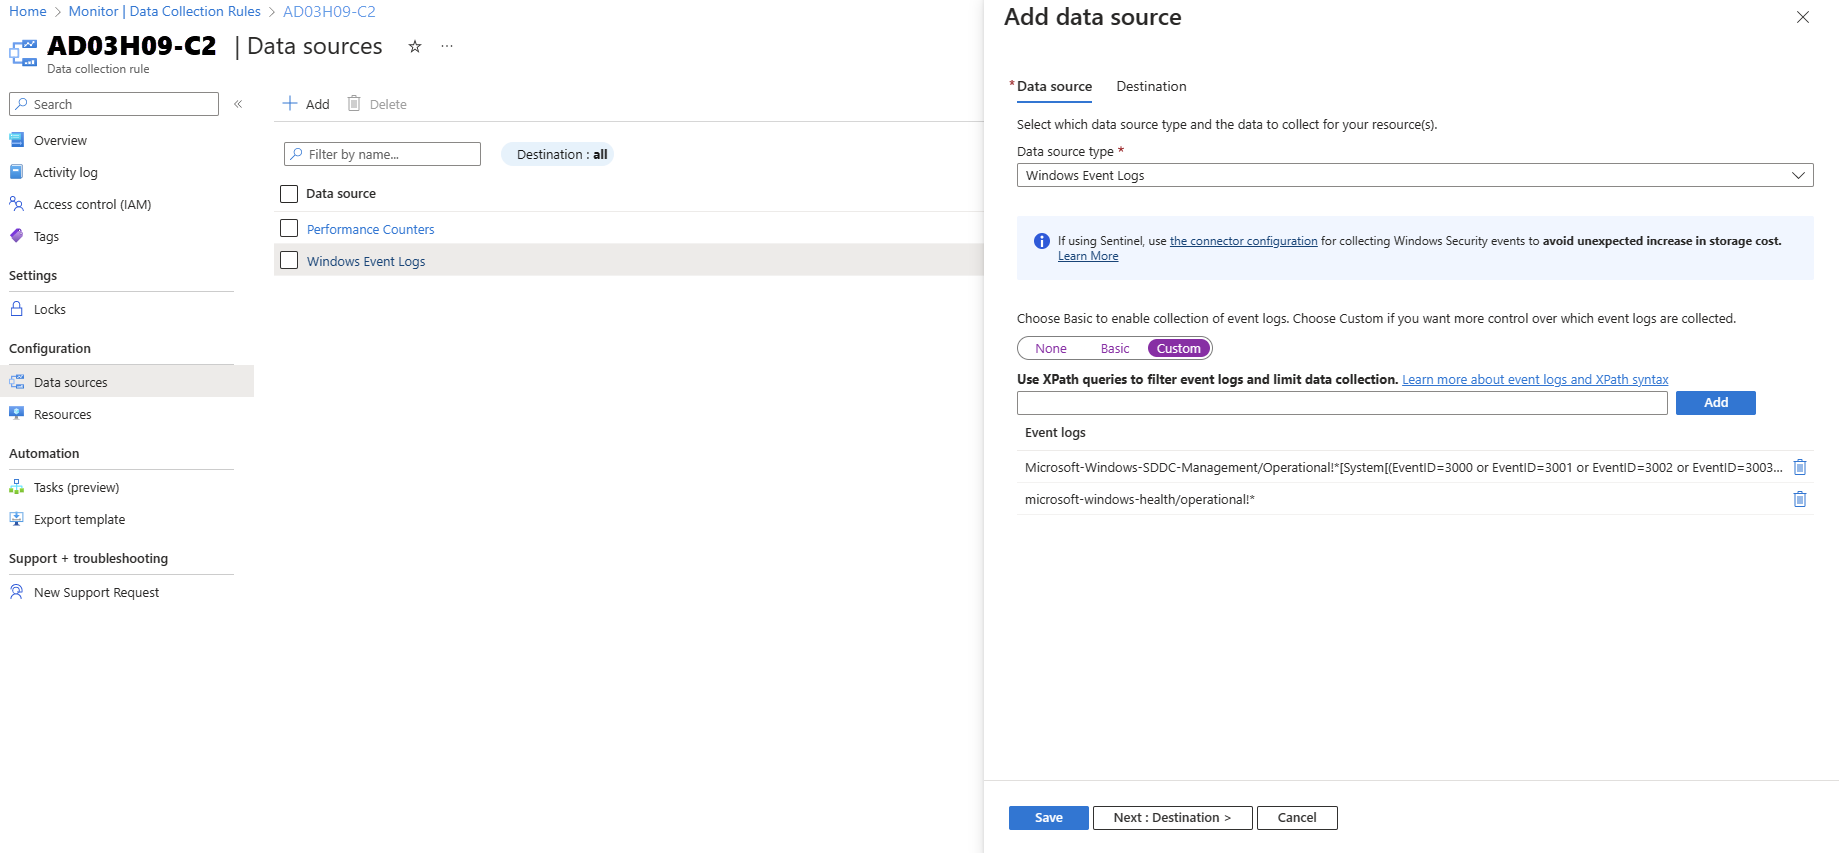 Home > Monitor | Data Collection Rules > AD03H09-C2
AD03H09-C2 | Data sources
Data collection rule
Search
Overview
Activity log
Access control (IAM)
Tags
Settings
Locks
Configuration
Data sources
Resources
Automation
Tasks (preview)
Export template
Support + troubleshooting
New Support Request
Add Delete
Filter by name... Destination : all
Data source
Performance Counters
Windows Event Logs
Add data source
* Data source Destination
Select which data source type and the data to collect for your resource(s).
Data source type *
Windows Event Logs
If using Sentinel, use the connector configuration for collecting Windows Security events to avoid unexpected increase in storage cost.
Learn More
Choose Basic to enable collection of event logs. Choose Custom if you want more control over which event logs are collected.
None Basic Custom
Use XPath queries to filter event logs and limit data collection. Learn more about event logs and XPath syntax
Add
Event logs
Microsoft-Windows-SDDC-Management/Operational!*[System[(EventID=3000 or EventID=3001 or EventID=3002 or EventID=3003...
microsoft-windows-health/operational!*
Save Next : Destination > Cancel